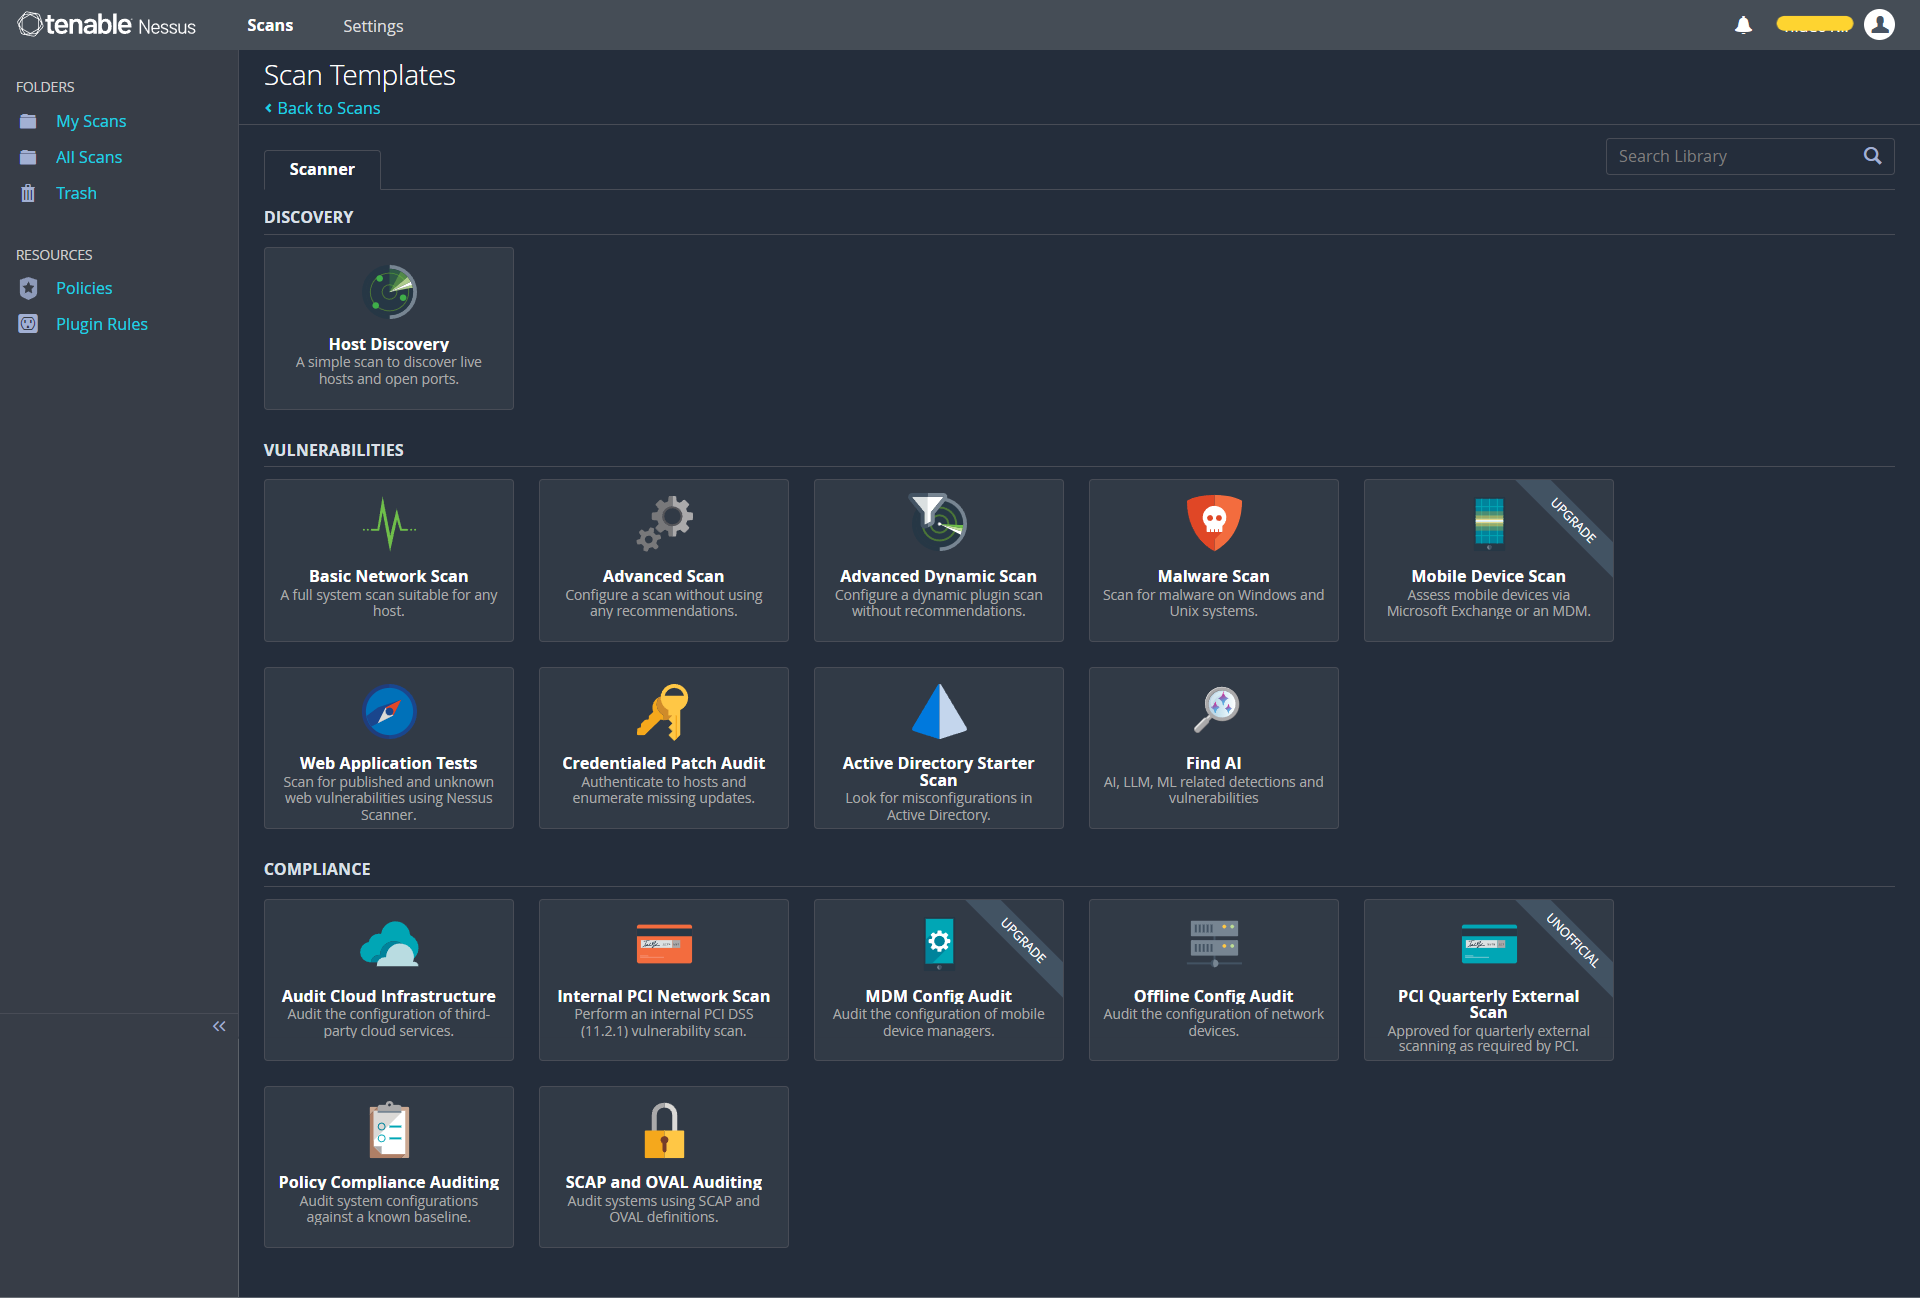 tenable Nessus
Scans
Settings
FOLDERS
My Scans
All Scans
Trash
RESOURCES
Policies
Plugin Rules
Scan Templates
Back to Scans
Scanner
Search Library
DISCOVERY
Host Discovery
A simple scan to discover live
hosts and open ports.
VULNERABILITIES
Basic Network Scan
A full system scan suitable for any
host.
Advanced Scan
Configure a scan without using
any recommendations.
Advanced Dynamic Scan
Configure a dynamic plugin scan
without recommendations.
Malware Scan
Scan for malware on Windows and
Unix systems.
UPGRADE
Mobile Device Scan
Assess mobile devices via
Microsoft Exchange or an MDM.
Web Application Tests
Scan for published and unknown
web vulnerabilities using Nessus
Scanner.
Credentialed Patch Audit
Authenticate to hosts and
enumerate missing updates.
Active Directory Starter
Scan
Look for misconfigurations in
Active Directory.
Find AI
AI, LLM, ML related detections and
vulnerabilities
COMPLIANCE
Audit Cloud Infrastructure
Audit the configuration of third-
party cloud services.
Internal PCI Network Scan
Perform an internal PCI DSS
(11.2.1) vulnerability scan.
UPGRADE
MDM Config Audit
Audit the configuration of mobile
device managers.
Offline Config Audit
Audit the configuration of network
devices.
UNOFFICIAL
PCI Quarterly External
Scan
Approved for quarterly external
scanning as required by PCI.
Policy Compliance Auditing
Audit system configurations
against a known baseline.
SCAP and OVAL Auditing
Audit systems using SCAP and
OVAL definitions.